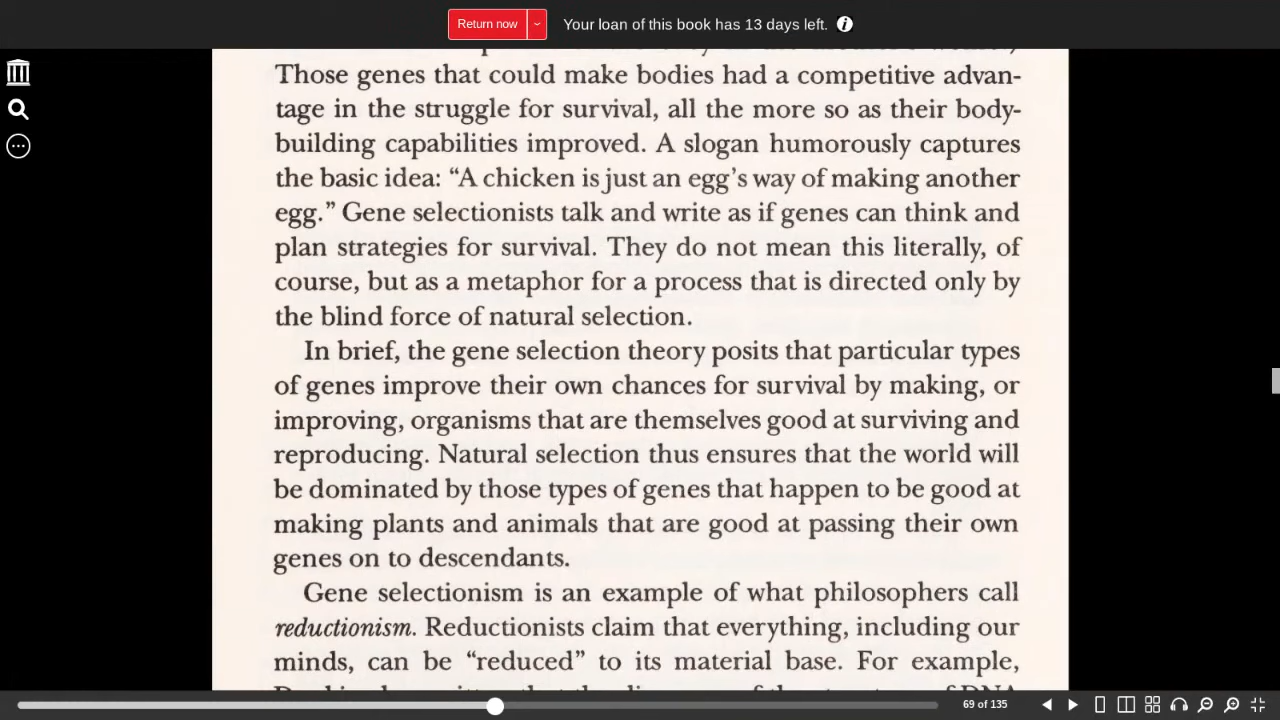 Return now
Your loan of this book has 13 days left.
Those genes that could make bodies had a competitive advan-
tage in the struggle for survival, all the more so as their body-
building capabilities improved. A slogan humorously captures
the basic idea: “A chicken is just an egg’s way of making another
egg.” Gene selectionists talk and write as if genes can think and
plan strategies for survival. They do not mean this literally, of
course, but as a metaphor for a process that is directed only by
the blind force of natural selection.
In brief, the gene selection theory posits that particular types
of genes improve their own chances for survival by making, or
improving, organisms that are themselves good at surviving and
reproducing. Natural selection thus ensures that the world will
be dominated by those types of genes that happen to be good at
making plants and animals that are good at passing their own
genes on to descendants.
Gene selectionism is an example of what philosophers call
reductionism. Reductionists claim that everything, including our
minds, can be “reduced” to its material base. For example,
69 of 135